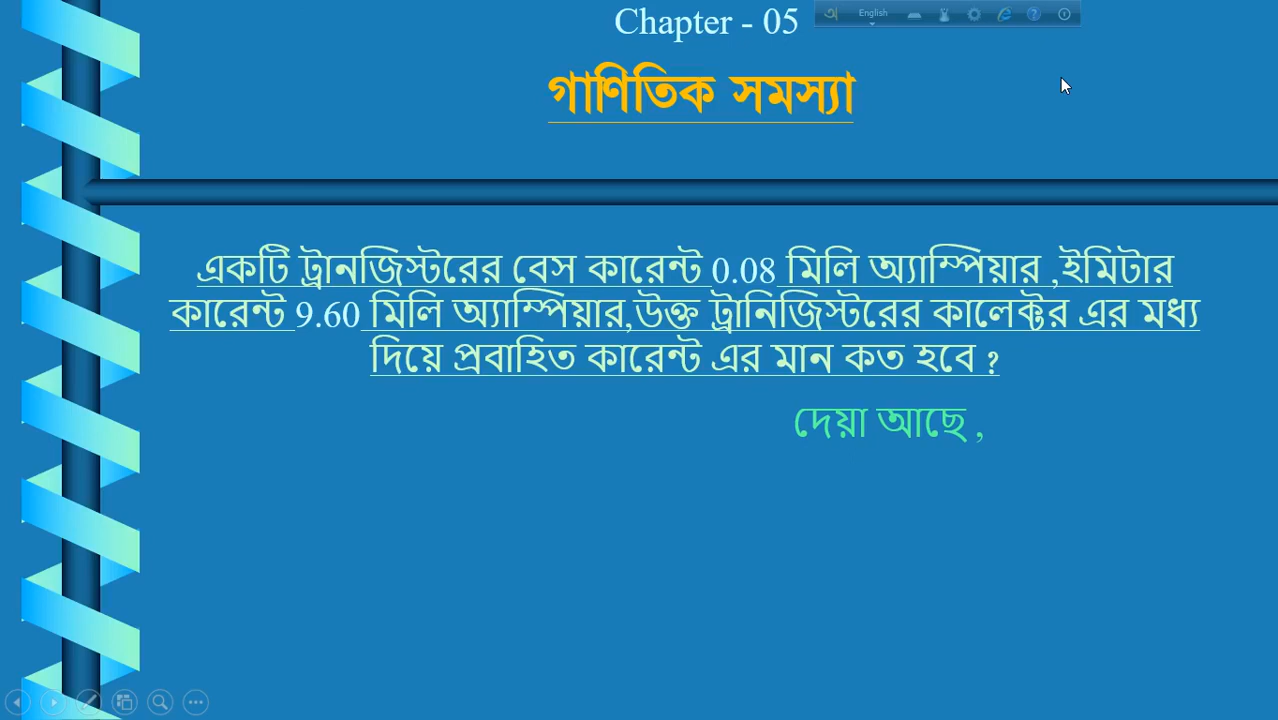 Chapter - 05
English
গাণিতিক সমস্যা
একটি ট্রানজিস্টরের বেস কারেন্ট 0.08 মিলি অ্যাম্পিয়ার ,ইমিটার
কারেন্ট 9.60 মিলি অ্যাম্পিয়ার,উক্ত ট্রানিজিস্টরের কালেক্টর এর মধ্য
দিয়ে প্রবাহিত কারেন্ট এর মান কত হবে ?
দেয়া আছে ,